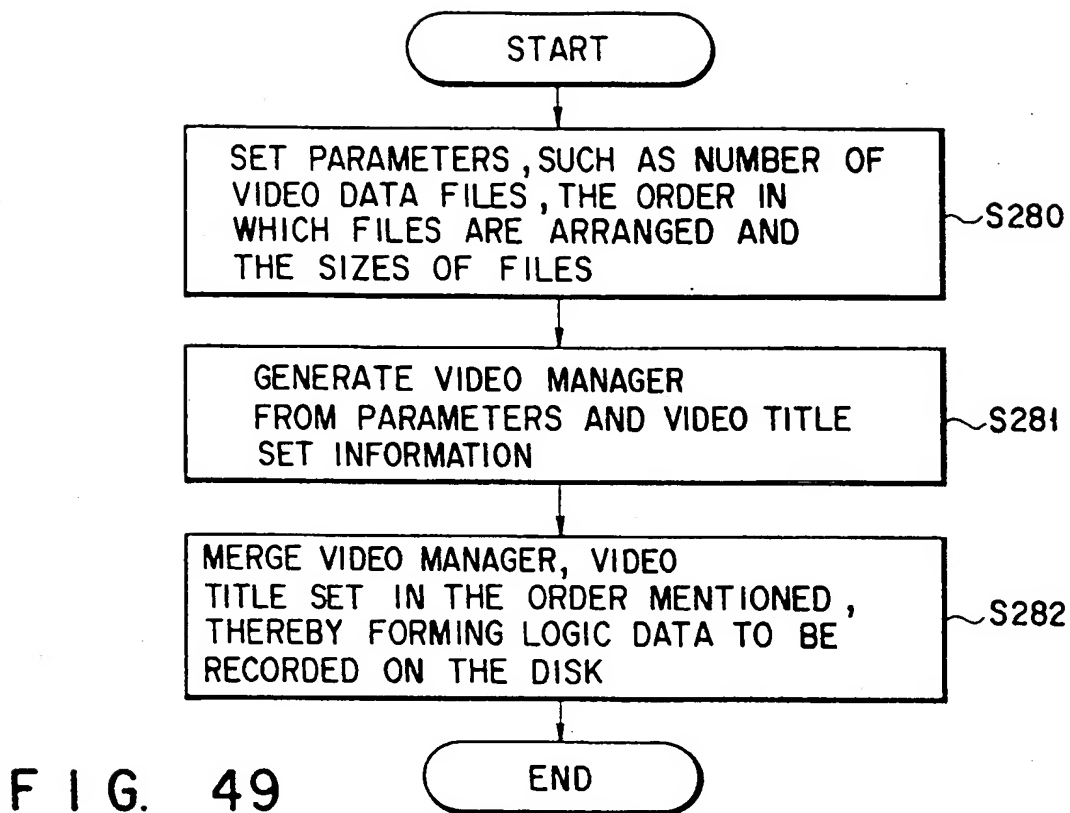 START
SET PARAMETERS, SUCH AS NUMBER OF
VIDEO DATA FILES, THE ORDER IN
WHICH FILES ARE ARRANGED AND
THE SIZES OF FILES
S280
GENERATE VIDEO MANAGER
FROM PARAMETERS AND VIDEO TITLE
SET INFORMATION
S281
MERGE VIDEO MANAGER, VIDEO
TITLE SET IN THE ORDER MENTIONED,
THEREBY FORMING LOGIC DATA TO BE
RECORDED ON THE DISK
S282
END
FIG. 49